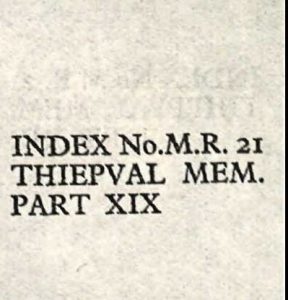 INDEX No.M.R. 21
THIEPVAL MEM.
PART XIX